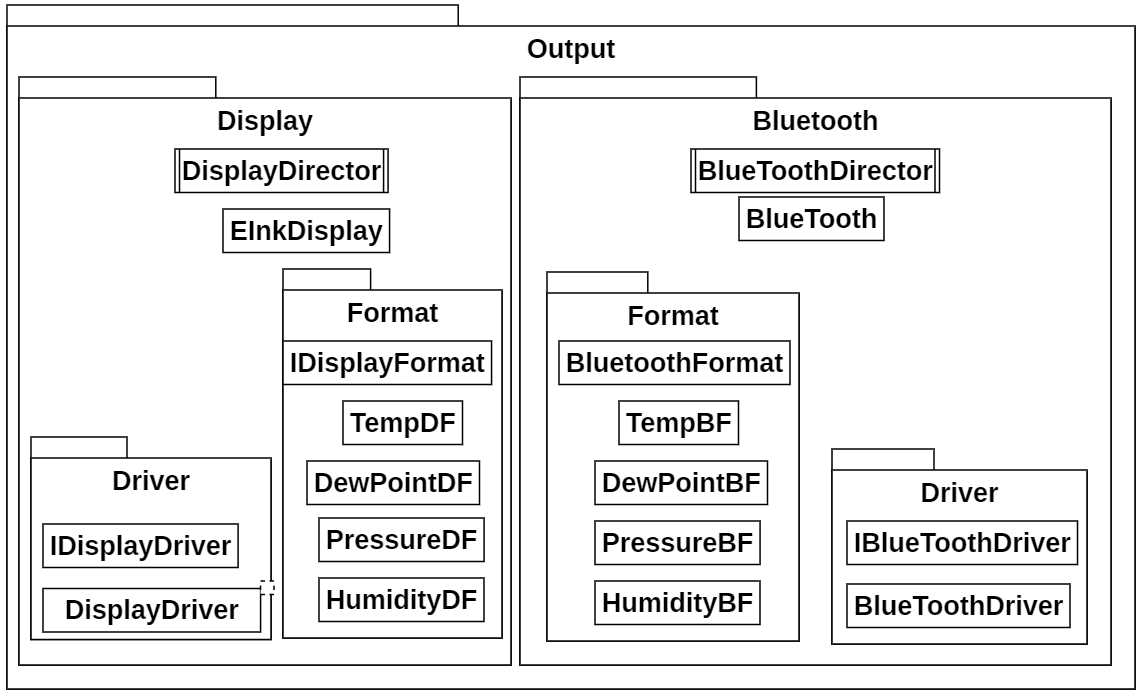 Output
Display
DisplayDirector
EInkDisplay
Format
IDisplayFormat
TempDF
DewPointDF
PressureDF
HumidityDF
Driver
IDisplayDriver
DisplayDriver
Bluetooth
BlueToothDirector
BlueTooth
Format
BluetoothFormat
TempBF
DewPointBF
PressureBF
HumidityBF
Driver
IBlueToothDriver
BlueToothDriver